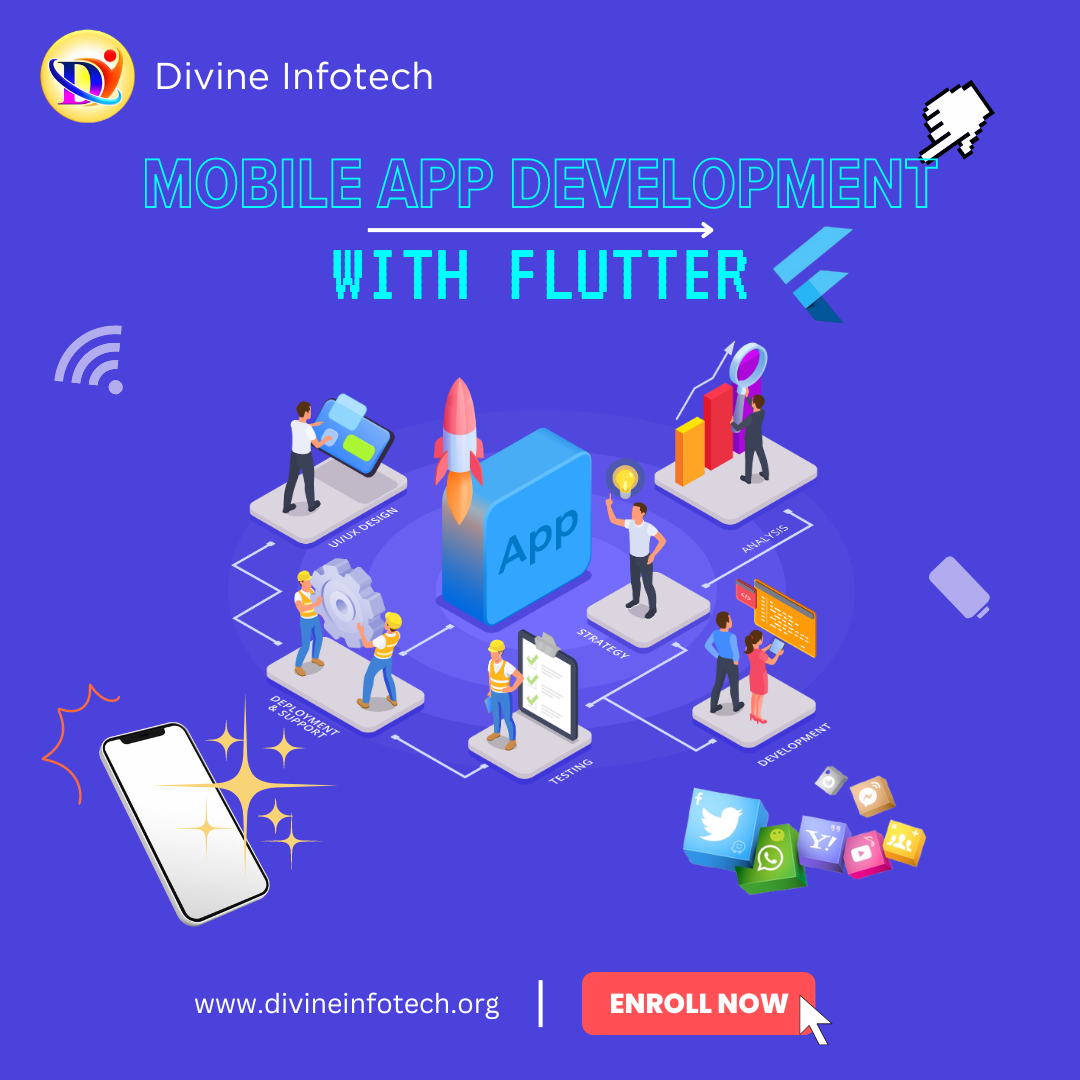 Divine Infotech
MOBILE APP DEVELOPMENT
WITH FLUTTER
UI/UX DESIGN
App
ANALYSIS
</>
STRATEGY
DEPLOYMENT
& SUPPORT
TESTING
DEVELOPMENT
Y!
www.divineinfotech.org
ENROLL NOW